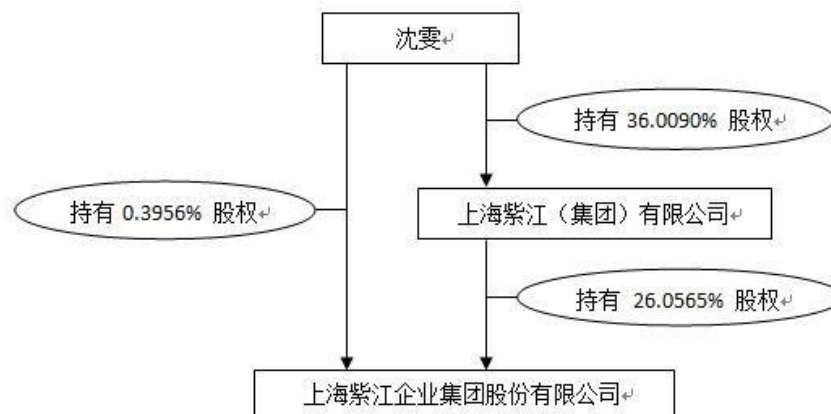 沈雯
持有 36.0090% 股权
持有 0.3956% 股权
上海紫江（集团）有限公司
持有 26.0565% 股权
上海紫江企业集团股份有限公司